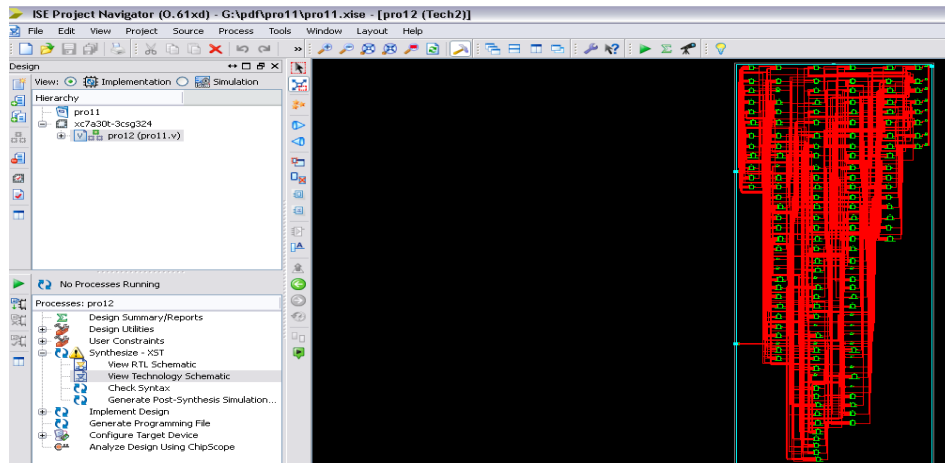 ISE Project Navigator (O.61xd) - G:\pdf\pro11\pro11.xise - [pro12 (Tech2)]
File Edit View Project Source Process Tools Window Layout Help
Design
View: Implementation Simulation
Hierarchy
pro11
xc7a30t-3csg324
pro12 (pro11.v)
No Processes Running
Processes: pro12
Design Summary/Reports
Design Utilities
User Constraints
Synthesize - XST
View RTL Schematic
View Technology Schematic
Check Syntax
Generate Post-Synthesis Simulation...
Implement Design
Generate Programming File
Configure Target Device
Analyze Design Using ChipScope